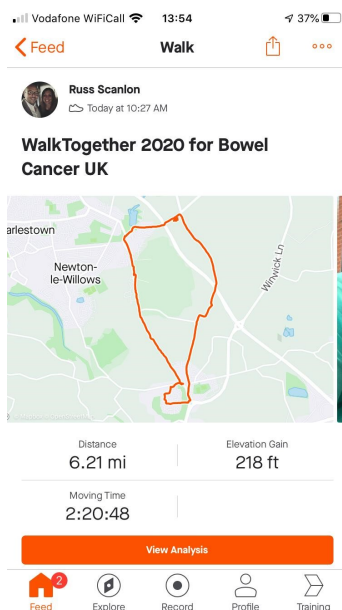 Vodafone WiFiCall 13:54 37%
Feed Walk
Russ Scanlon
Today at 10:27 AM
WalkTogether 2020 for Bowel
Cancer UK
arlestown
Newton-
le-Willows
Winwick Ln
Distance Elevation Gain
6.21 mi 218 ft
Moving Time
2:20:48
View Analysis
2
Feed Explore Record Profile Training